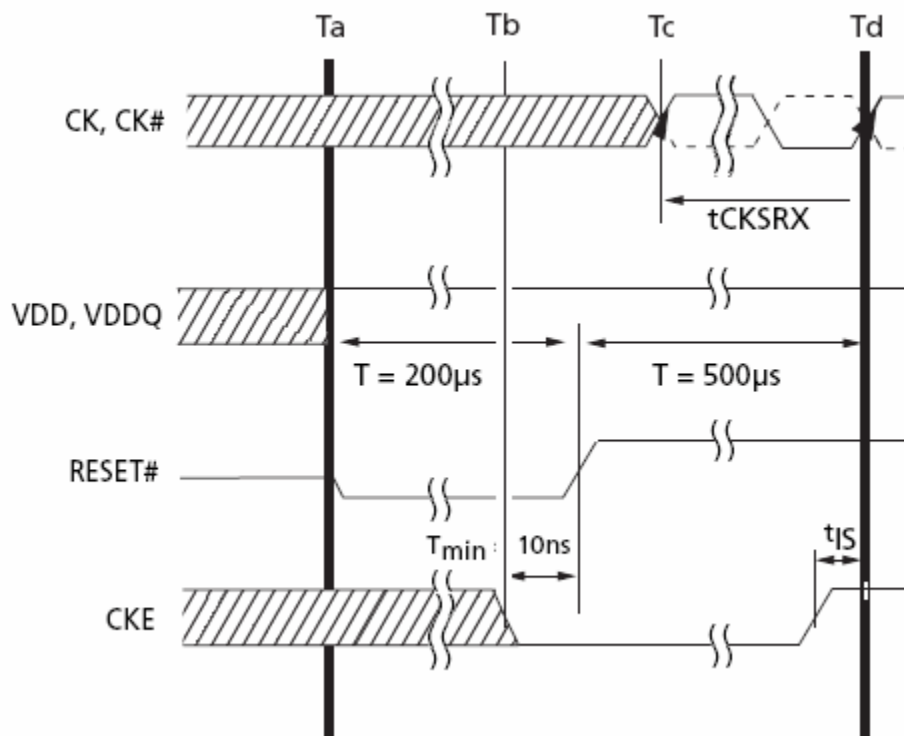 Ta Tb Tc Td
CK, CK#
tCKSRX
VDD, VDDQ
T = 200µs T = 500µs
RESET#
Tmin : 10ns tIS
CKE